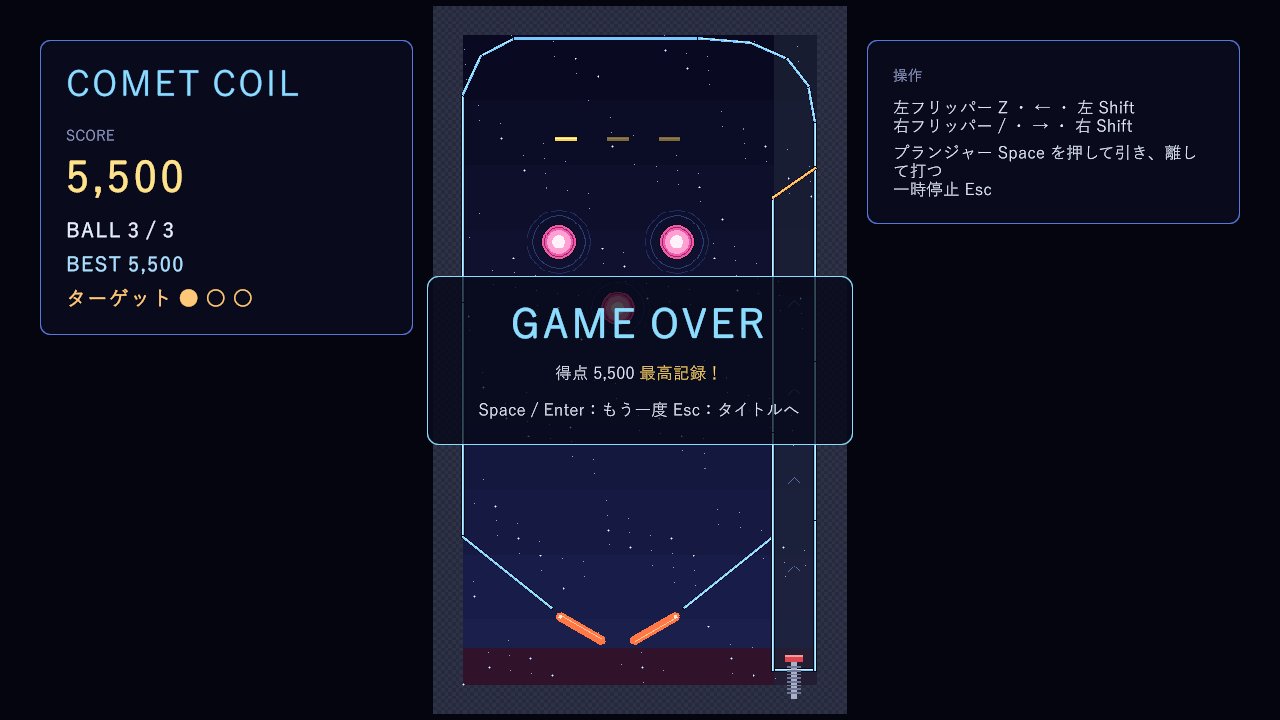 COMET COIL
SCORE
5,500
BALL 3 / 3
BEST 5,500
ターゲット ● ○ ○
GAME OVER
得点 5,500 最高記録！
Space / Enter：もう一度 Esc：タイトルへ
操作
左フリッパー Z ・ ← ・ 左 Shift
右フリッパー / ・ → ・ 右 Shift
プランジャー Space を押して引き、離し
て打つ
一時停止 Esc